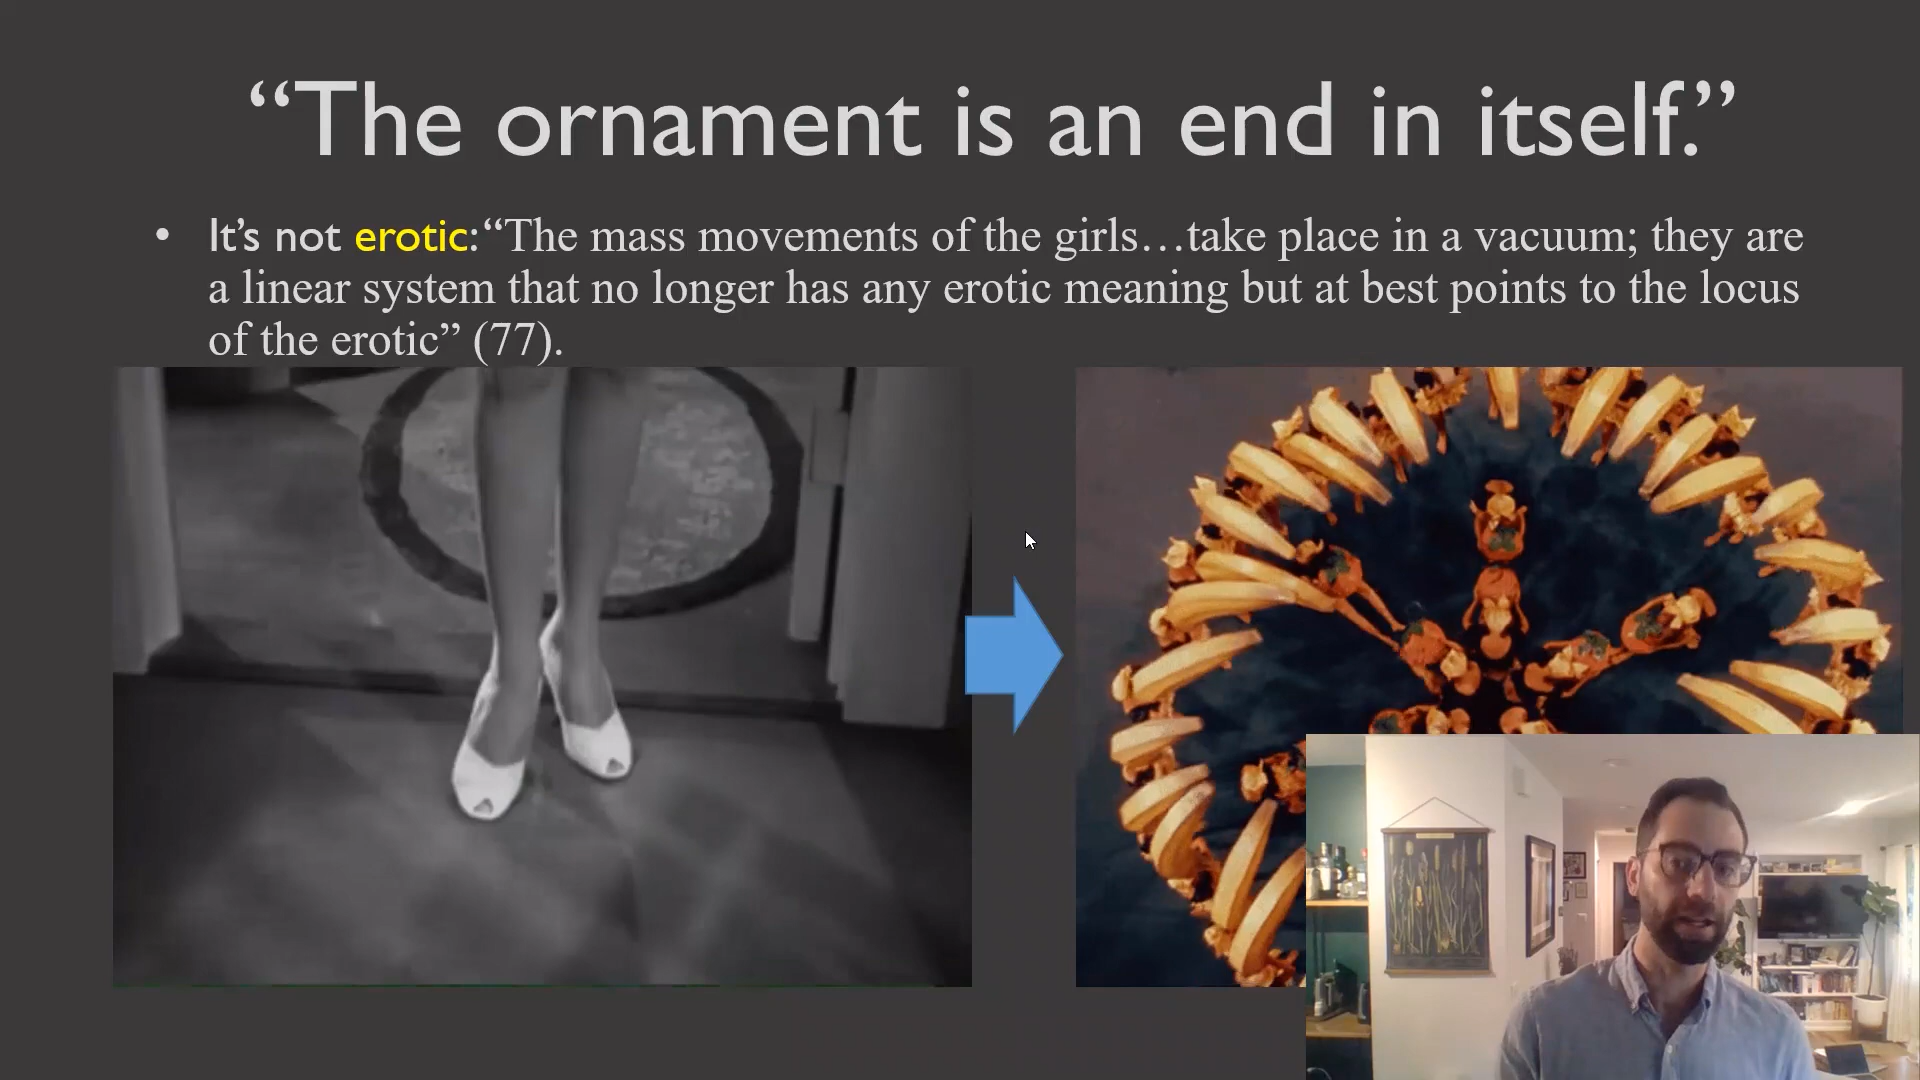 “The ornament is an end in itself.”
• It’s not erotic: “The mass movements of the girls…take place in a vacuum; they are
a linear system that no longer has any erotic meaning but at best points to the locus
of the erotic” (77).